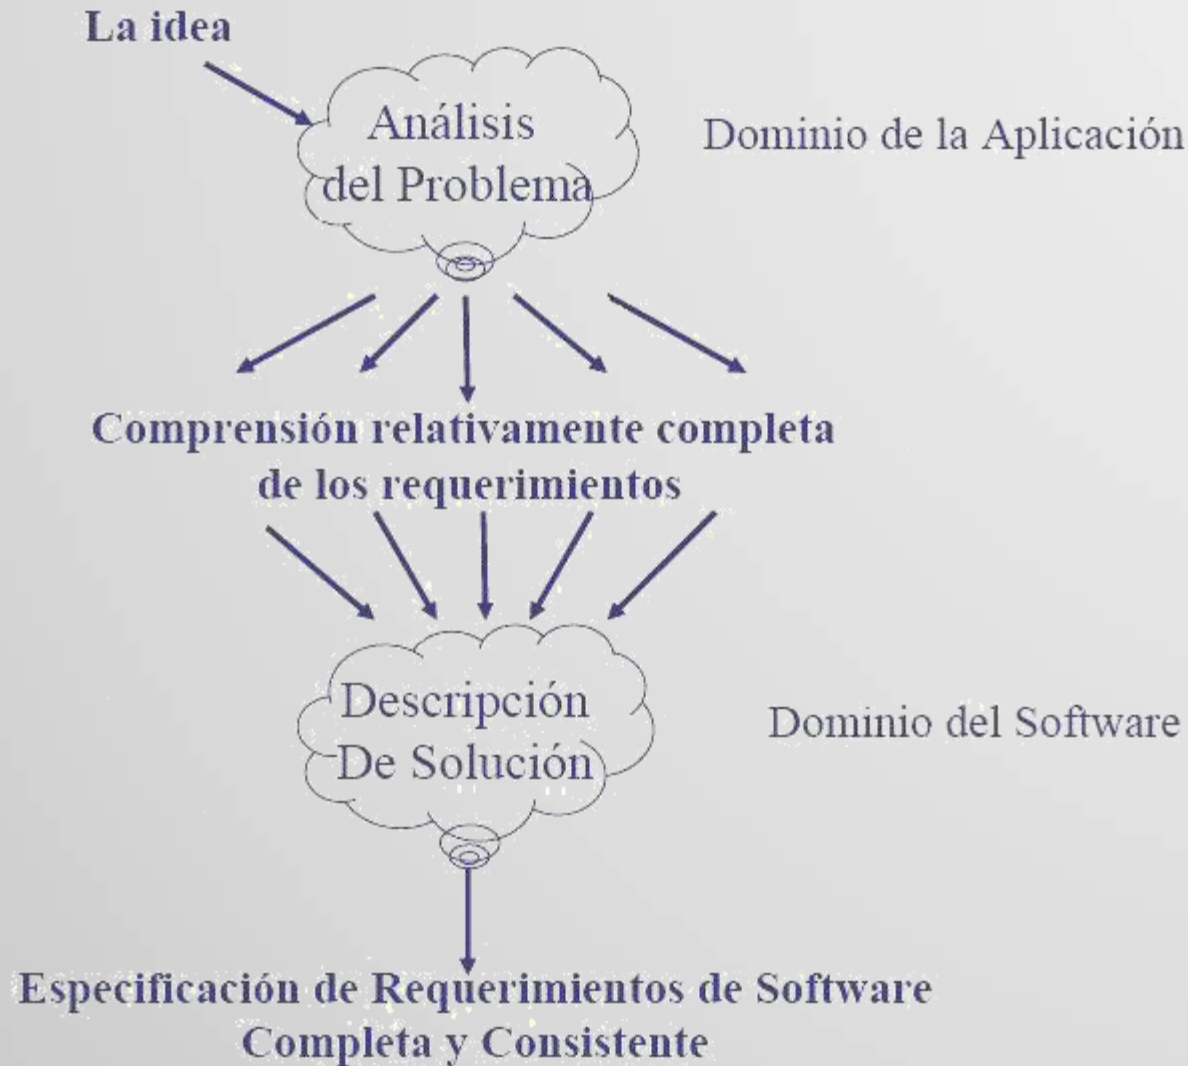 La idea
Análisis
del Problema
Dominio de la Aplicación
Comprensión relativamente completa
de los requerimientos
Descripción
De Solución
Dominio del Software
Especificación de Requerimientos de Software
Completa y Consistente